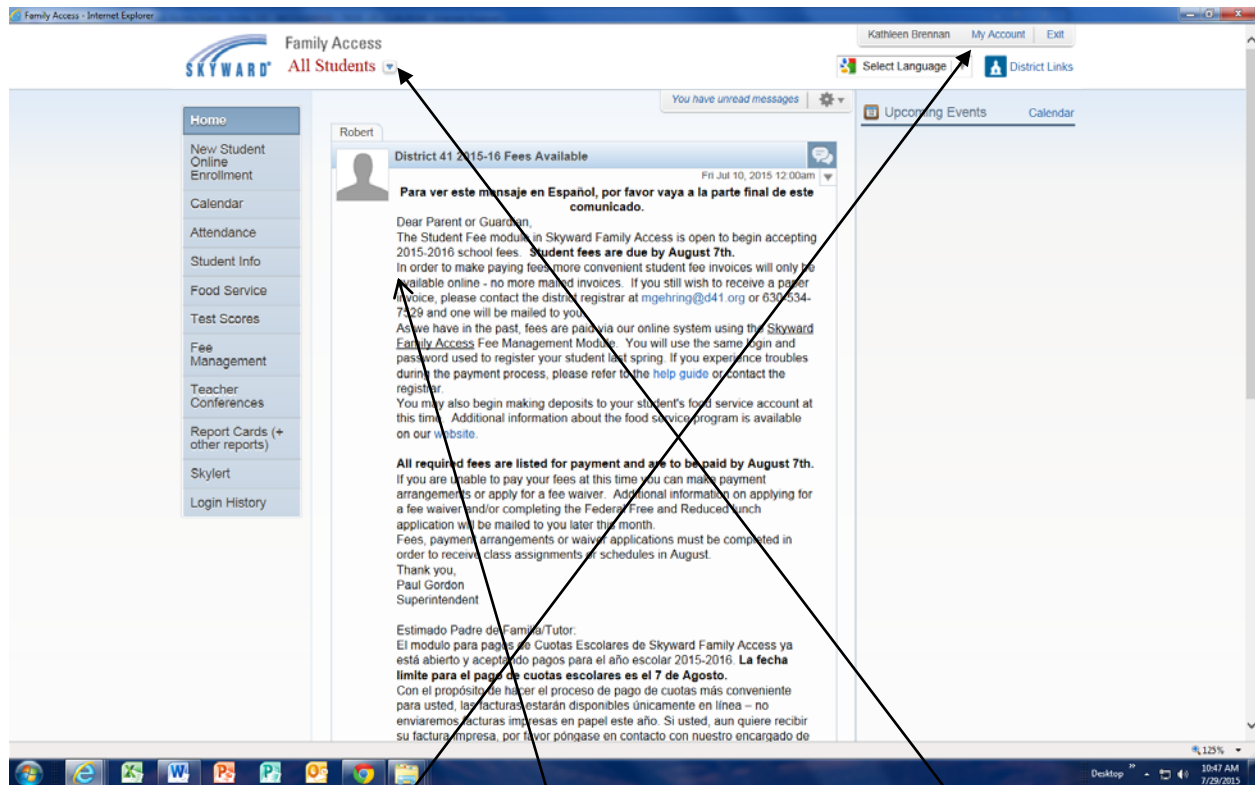 Family Access - Internet Explorer
SKYWARD
Family Access
All Students
Kathleen Brennan My Account Exit
Select Language
District Links
You have unread messages
Home
New Student
Online
Enrollment
Calendar
Attendance
Student Info
Food Service
Test Scores
Fee
Management
Teacher
Conferences
Report Cards (+
other reports)
Skylert
Login History
Robert
District 41 2015-16 Fees Available
Fri Jul 10, 2015 12:00am
Para ver este mensaje en Español, por favor vaya a la parte final de este
comunicado.
Dear Parent or Guardian,
The Student Fee module in Skyward Family Access is open to begin accepting
2015-2016 school fees. Student fees are due by August 7th.
In order to make paying fees more convenient student fee invoices will only be
available online - no more mailed invoices. If you still wish to receive a paper
invoice, please contact the district registrar at mgehring@d41.org or 630-534-
7529 and one will be mailed to you.
As we have in the past, fees are paid via our online system using the Skyward
Family Access Fee Management Module. You will use the same login and
password used to register your student last spring. If you experience troubles
during the payment process, please refer to the help guide or contact the
registrar.
You may also begin making deposits to your student's food service account at
this time. Additional information about the food service program is available
on our website.
All required fees are listed for payment and are to be paid by August 7th.
If you are unable to pay your fees at this time you can make payment
arrangements or apply for a fee waiver. Additional information on applying for
a fee waiver and/or completing the Federal Free and Reduced lunch
application will be mailed to you later this month.
Fees, payment arrangements or waiver applications must be completed in
order to receive class assignments or schedules in August.
Thank you,
Paul Gordon
Superintendent
Estimado Padre de Familia/Tutor:
El modulo para pagos de Cuotas Escolares de Skyward Family Access ya
está abierto y aceptando pagos para el año escolar 2015-2016. La fecha
limite para el pago de cuotas escolares es el 7 de Agosto.
Con el propósito de hacer el proceso de pago de cuotas más conveniente
para usted, las facturas estarán disponibles únicamente en línea – no
enviaremos facturas impresas en papel este año. Si usted, aun quiere recibir
su factura impresa, por favor póngase en contacto con nuestro encargado de
Upcoming Events Calendar
125%
Desktop
10:47 AM
7/29/2015